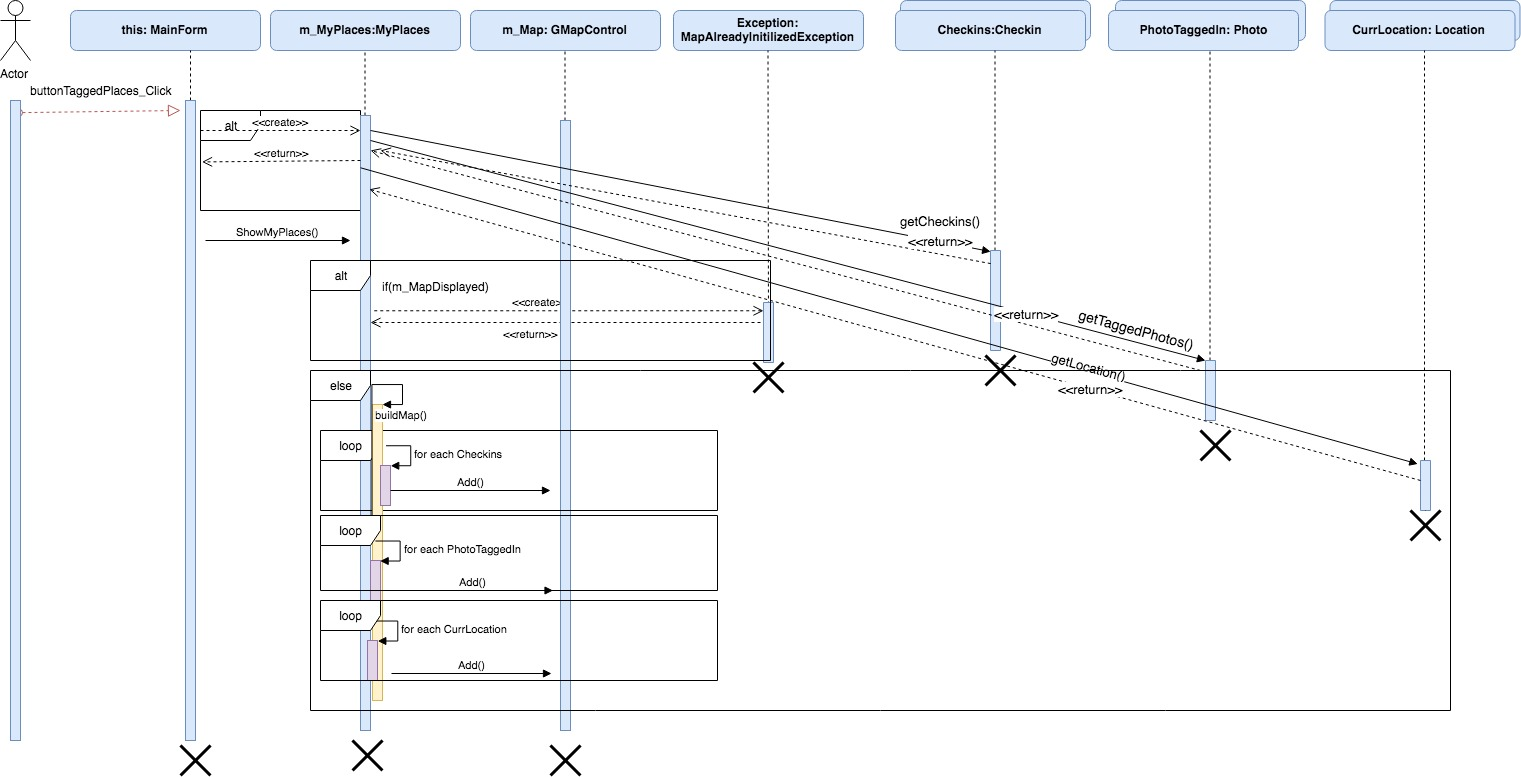 this: MainForm
m_MyPlaces:MyPlaces
m_Map: GMapControl
Exception:
MapAlreadyInitilizedException
Checkins:Checkin
PhotoTaggedIn: Photo
CurrLocation: Location
Actor
buttonTaggedPlaces_Click
alt
<<create>>
<<return>>
getCheckins()
ShowMyPlaces()
<<return>>
alt
if(m_MapDisplayed)
<<create>
<<return>>
getTaggedPhotos()
<<return>>
getLocation()
<<return>>
else
buildMap()
loop
for each Checkins
Add()
loop
for each PhotoTaggedIn
Add()
loop
for each CurrLocation
Add()